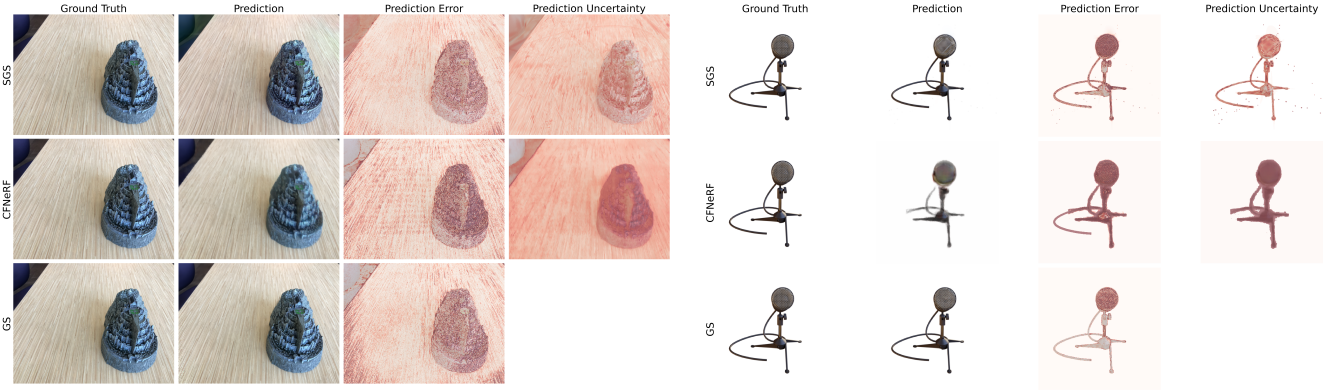 Ground Truth Prediction Prediction Error Prediction Uncertainty
SGS
CFNeRF
GS
Ground Truth Prediction Prediction Error Prediction Uncertainty
SGS
CFNeRF
GS